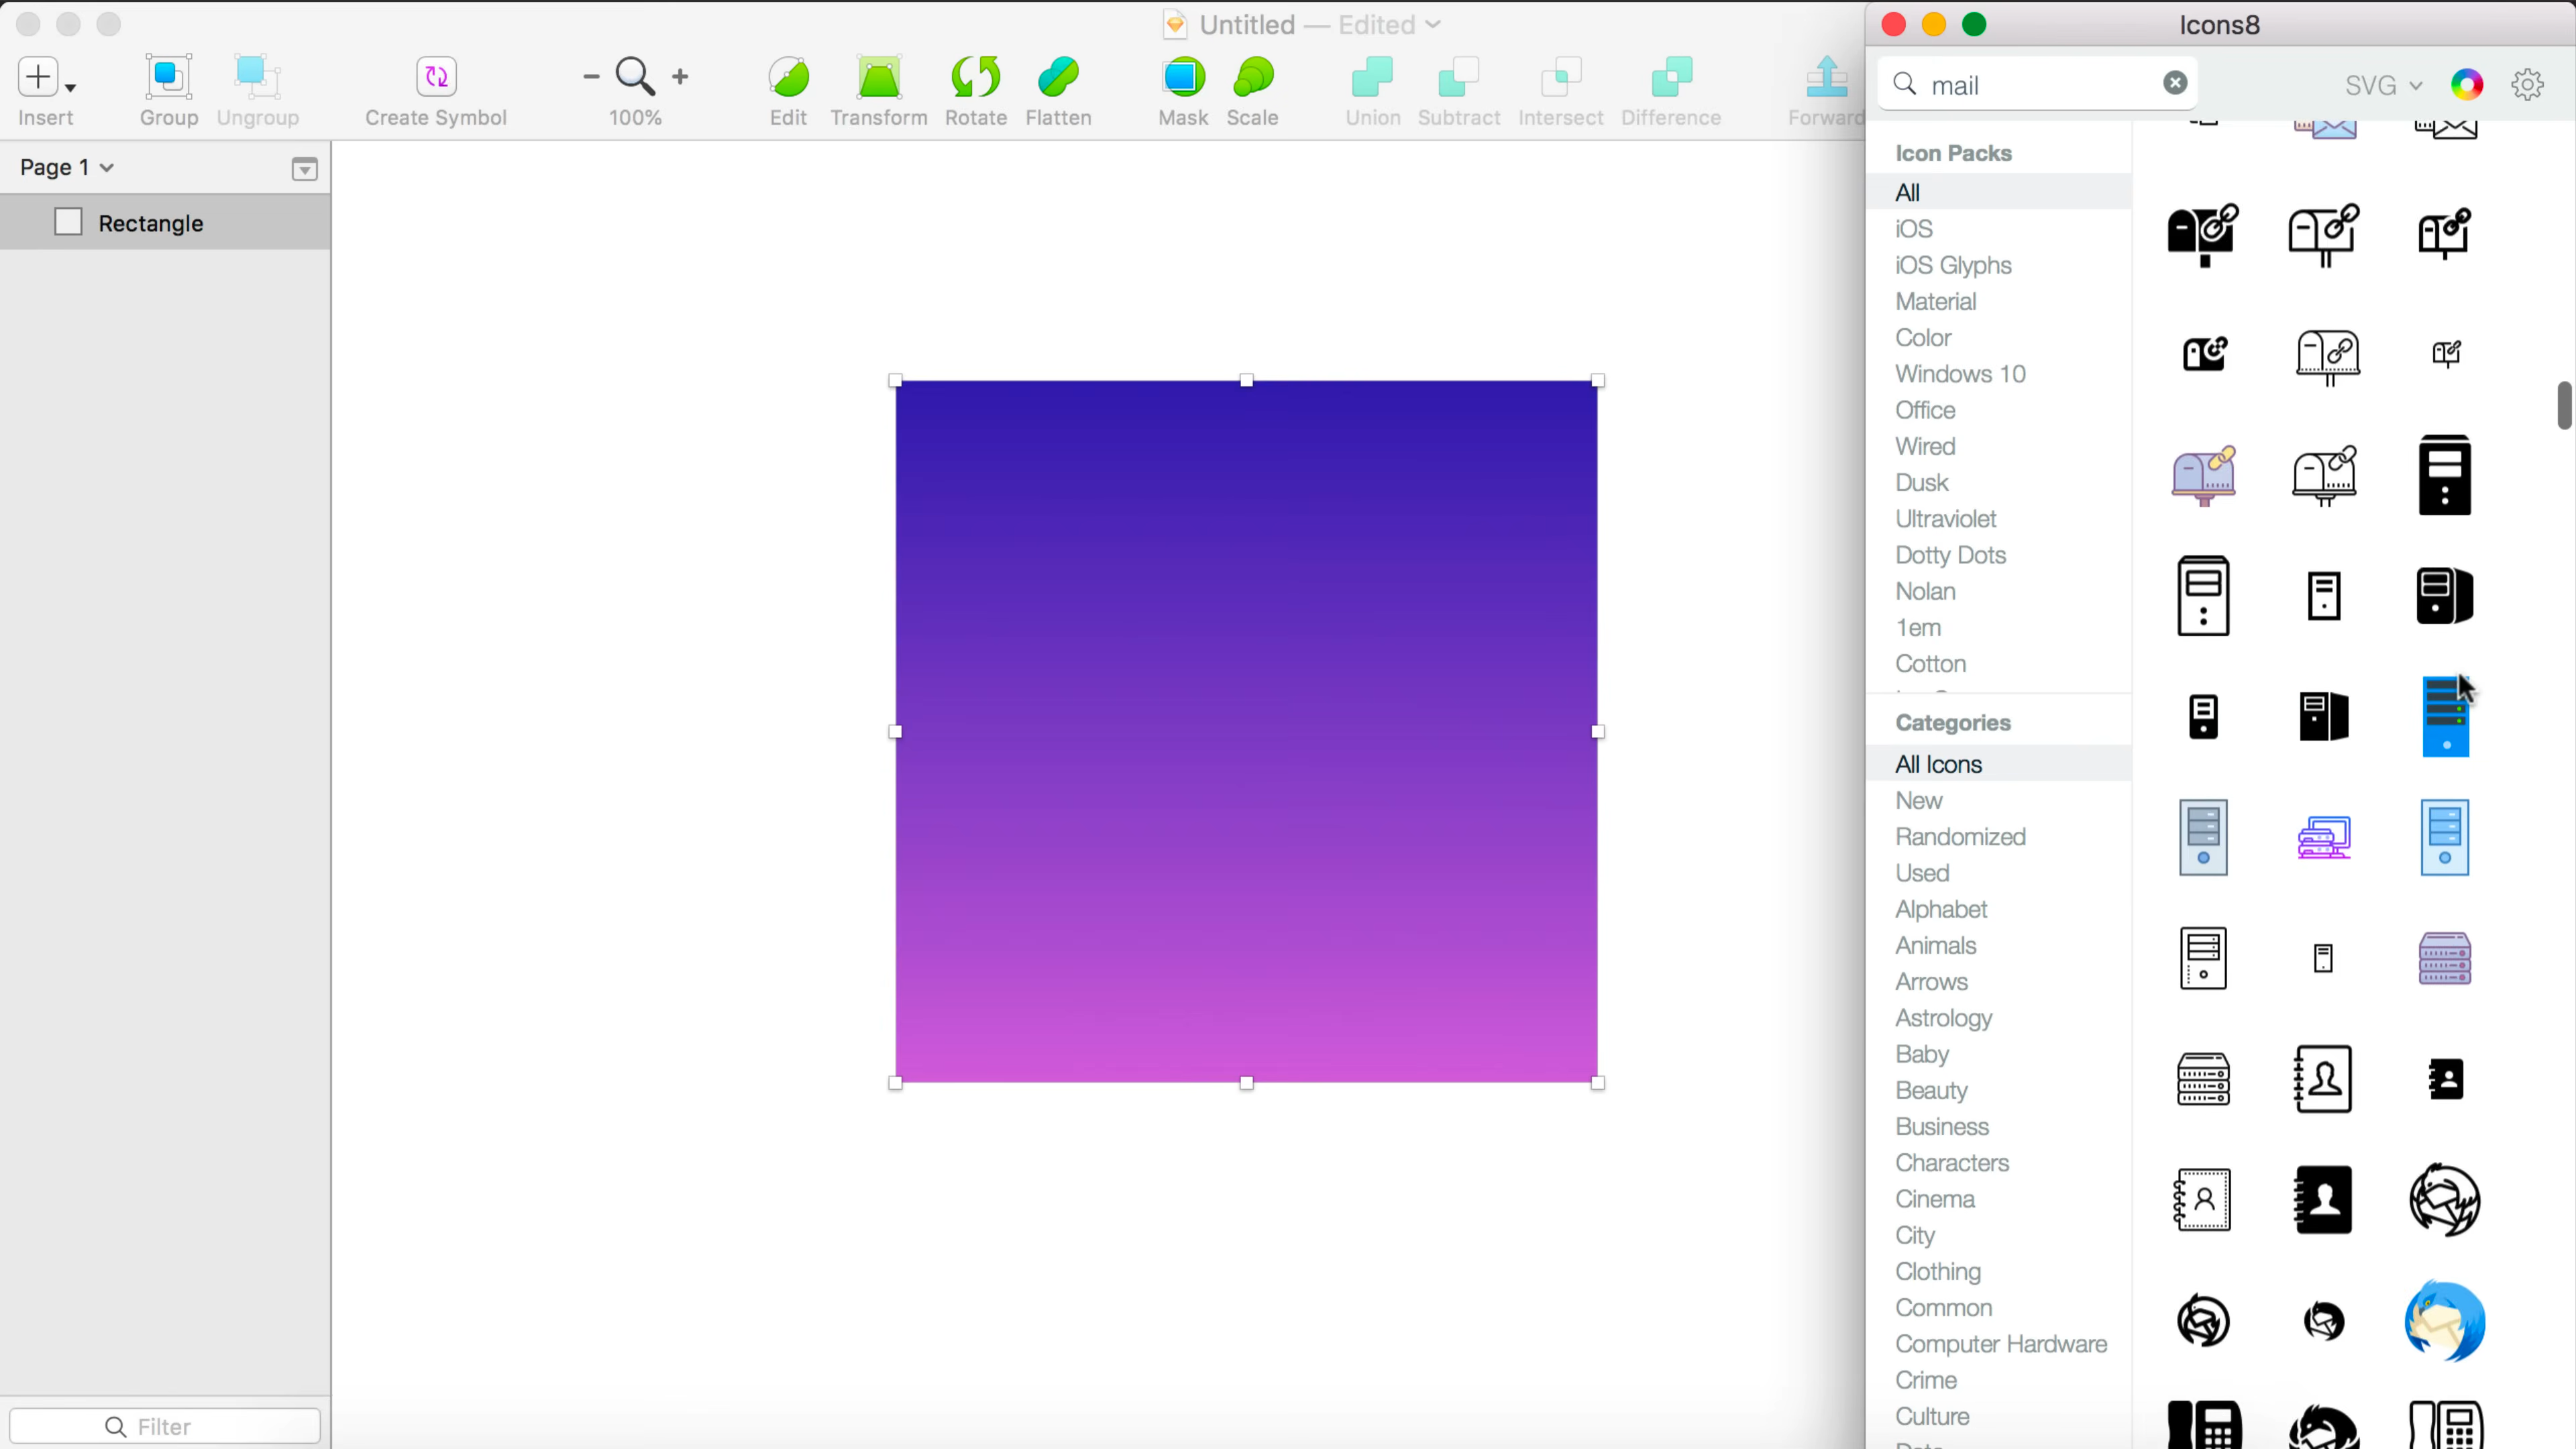 Untitled — Edited
Insert
Group
Ungroup
Create Symbol
100%
Edit
Transform
Rotate
Flatten
Mask
Scale
Union
Subtract
Intersect
Difference
Forward
Page 1
Rectangle
Filter
Icons8
mail
SVG
Icon Packs
All
iOS
iOS Glyphs
Material
Color
Windows 10
Office
Wired
Dusk
Ultraviolet
Dotty Dots
Nolan
1em
Cotton
Categories
All Icons
New
Randomized
Used
Alphabet
Animals
Arrows
Astrology
Baby
Beauty
Business
Characters
Cinema
City
Clothing
Common
Computer Hardware
Crime
Culture